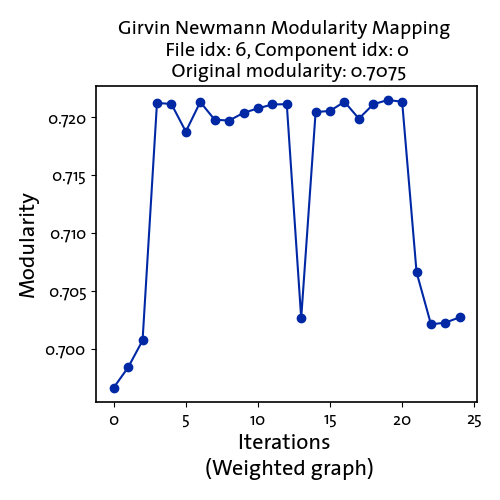 Girvin Newmann Modularity Mapping
File idx: 6, Component idx: 0
Original modularity: 0.7075
0.720
0.715
0.710
0.705
0.700
Modularity
0 5 10 15 20 25
Iterations
(Weighted graph)